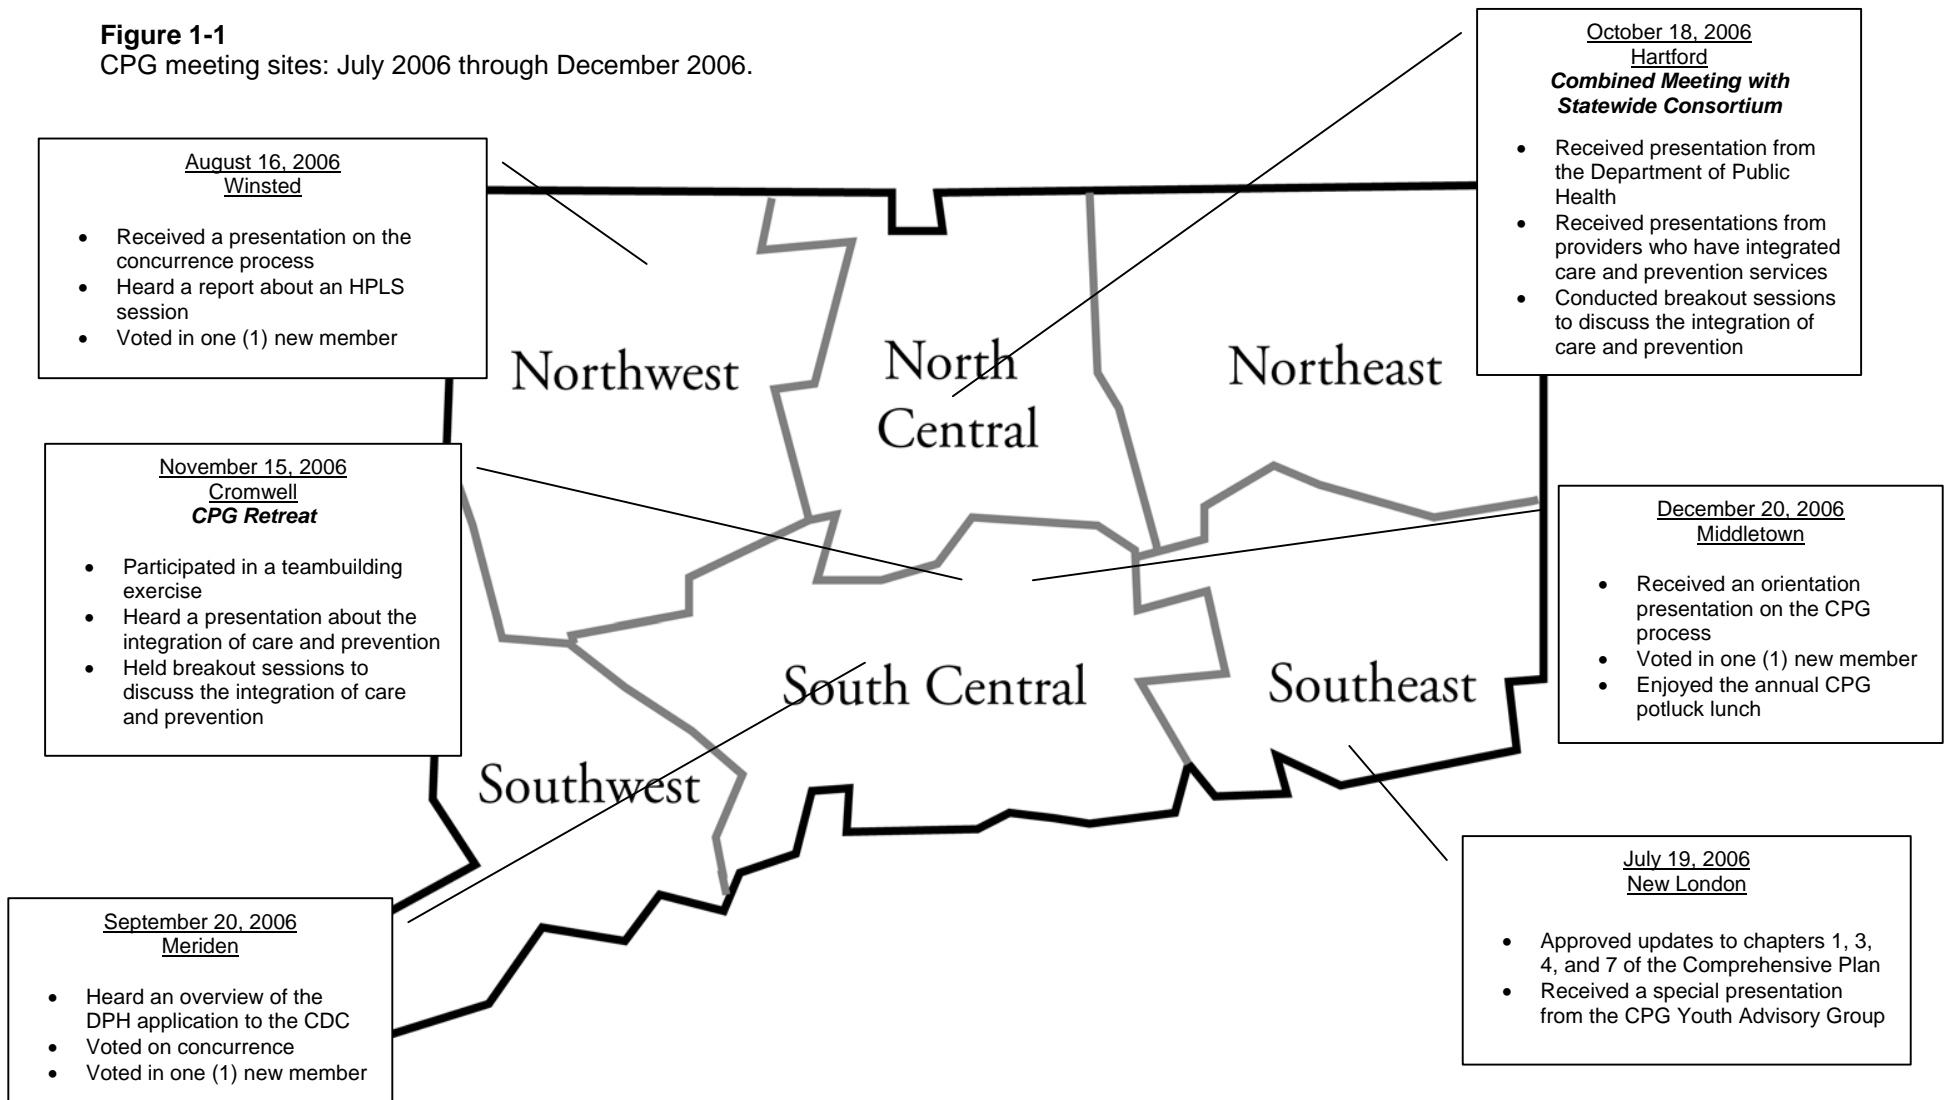 Figure 1-1
CPG meeting sites: July 2006 through December 2006.
October 18, 2006
Hartford
Combined Meeting with
Statewide Consortium
• Received presentation from
the Department of Public
Health
• Received presentations from
providers who have integrated
care and prevention services
• Conducted breakout sessions
to discuss the integration of
care and prevention
August 16, 2006
Winsted
• Received a presentation on the
concurrence process
• Heard a report about an HPLS
session
• Voted in one (1) new member
Northwest
North
Central
Northeast
November 15, 2006
Cromwell
CPG Retreat
• Participated in a teambuilding
exercise
• Heard a presentation about the
integration of care and prevention
• Held breakout sessions to
discuss the integration of care
and prevention
December 20, 2006
Middletown
• Received an orientation
presentation on the CPG
process
• Voted in one (1) new member
• Enjoyed the annual CPG
potluck lunch
South Central
Southeast
Southwest
September 20, 2006
Meriden
• Heard an overview of the
DPH application to the CDC
• Voted on concurrence
• Voted in one (1) new member
July 19, 2006
New London
• Approved updates to chapters 1, 3,
4, and 7 of the Comprehensive Plan
• Received a special presentation
from the CPG Youth Advisory Group